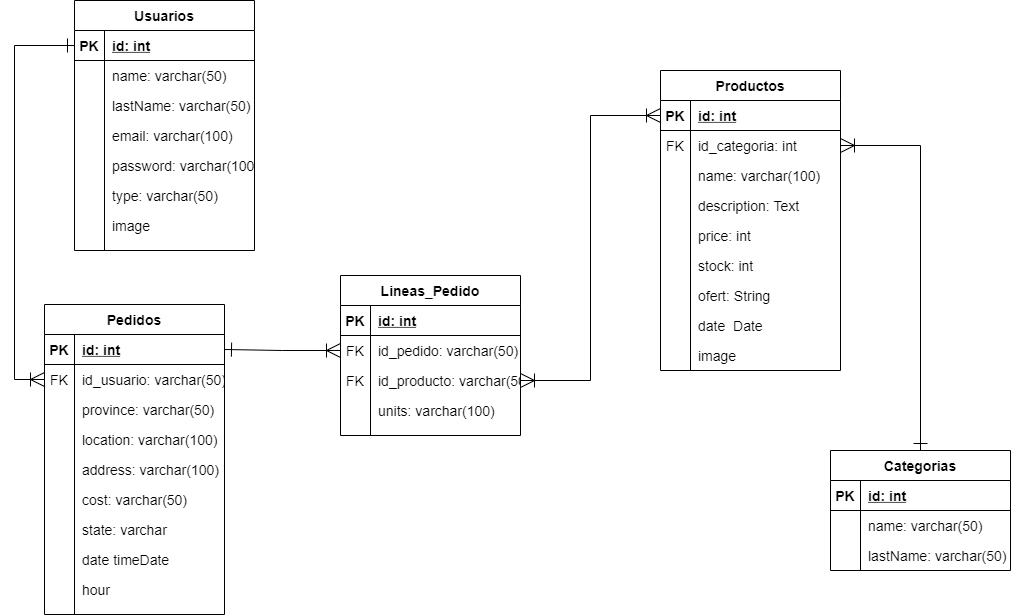 Usuarios
PK id: int
name: varchar(50)
lastName: varchar(50)
email: varchar(100)
password: varchar(100
type: varchar(50)
image
Productos
PK id: int
FK id_categoria: int
name: varchar(100)
description: Text
price: int
stock: int
ofert: String
date Date
image
Lineas_Pedido
PK id: int
FK id_pedido: varchar(50)
FK id_producto: varchar(5
units: varchar(100)
Pedidos
PK id: int
FK id_usuario: varchar(50)
province: varchar(50)
location: varchar(100)
address: varchar(100)
cost: varchar(50)
state: varchar
date timeDate
hour
Categorias
PK id: int
name: varchar(50)
lastName: varchar(50)